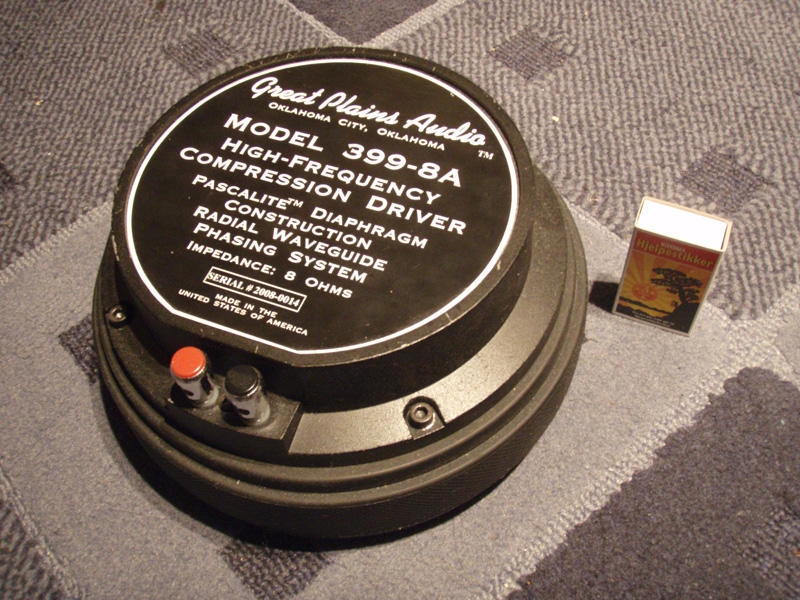 Great Plains Audio ™
OKLAHOMA CITY, OKLAHOMA
MODEL 399-8A
HIGH-FREQUENCY
COMPRESSION DRIVER
PASCALITE™ DIAPHRAGM
CONSTRUCTION
RADIAL WAVEGUIDE
PHASING SYSTEM
IMPEDANCE: 8 OHMS
SERIAL # 2008-0014
MADE IN THE
UNITED STATES OF AMERICA
Hjelpestikker